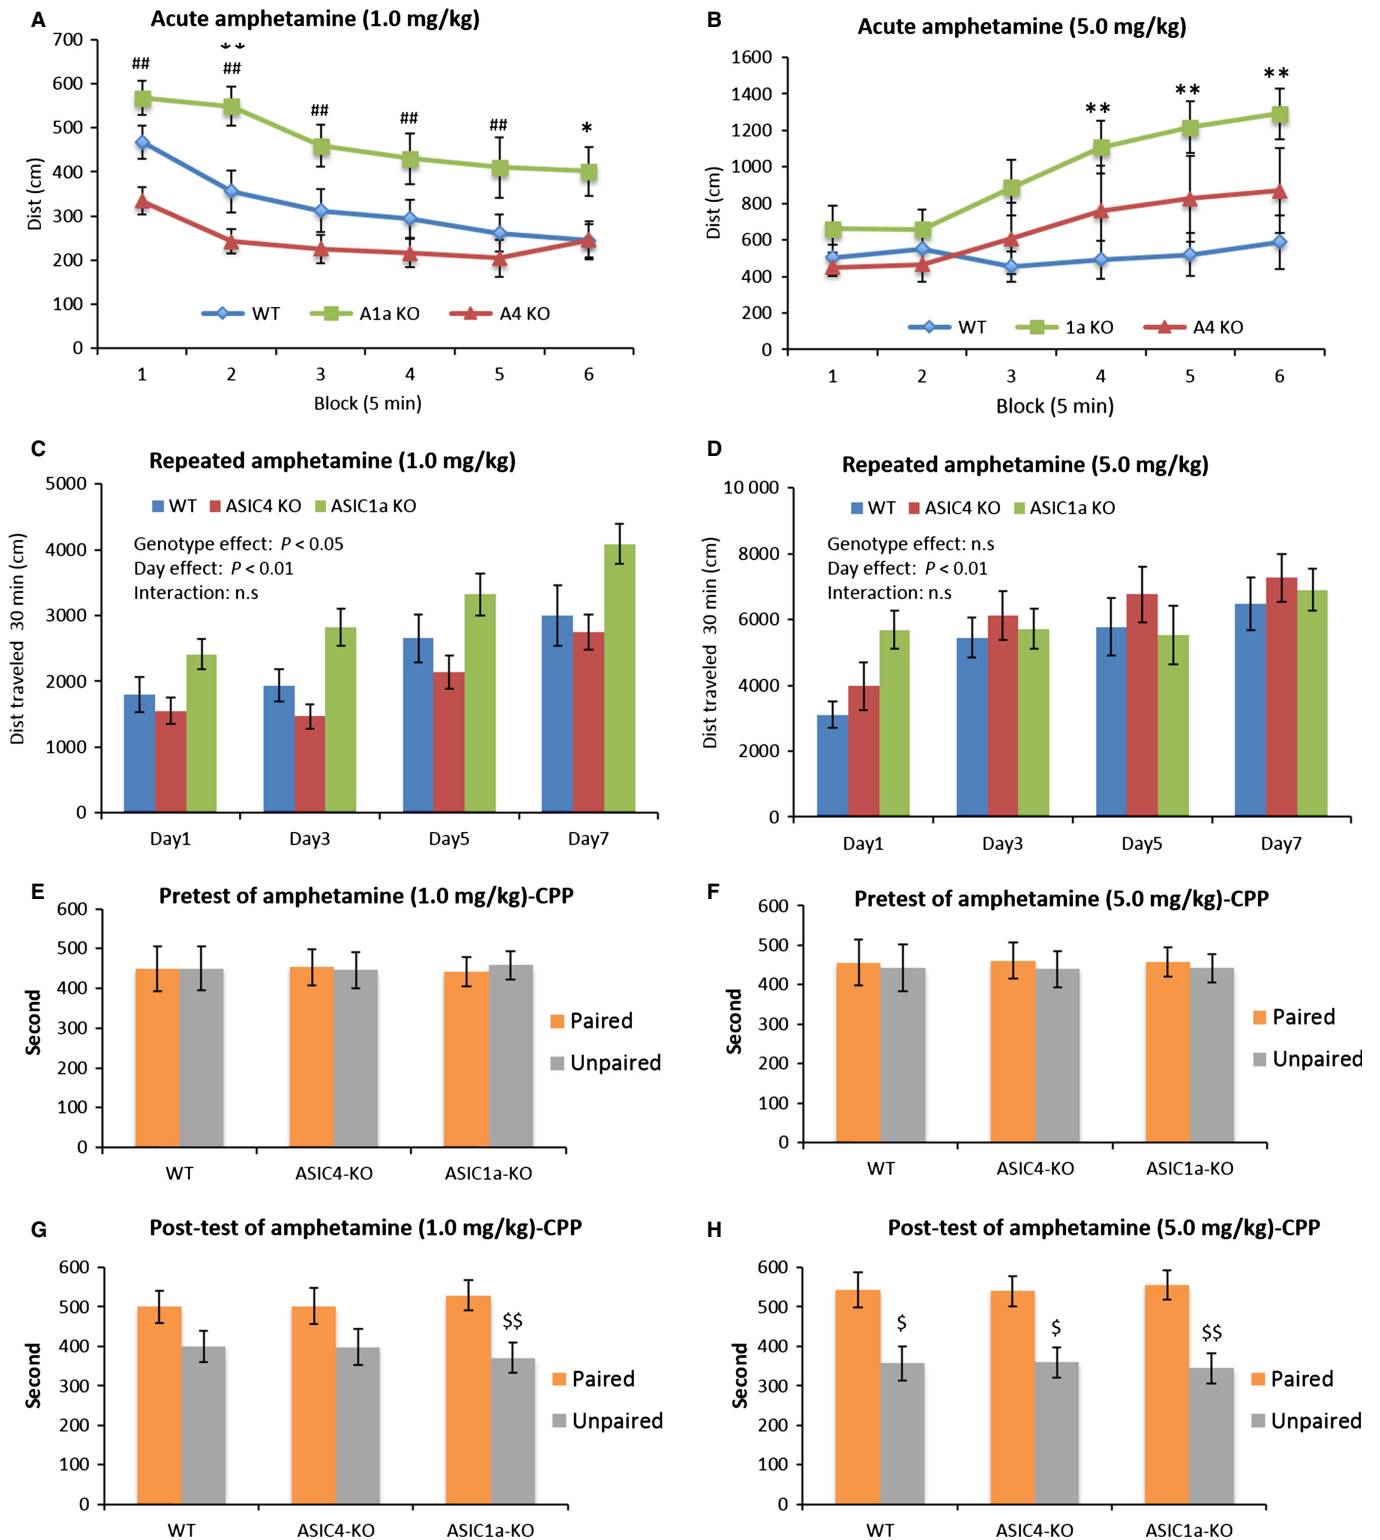 A
Acute amphetamine (1.0 mg/kg)
700
600
500
400
300
200
100
0
Dist (cm)
##
**
##
##
##
##
*
WT
A1a KO
A4 KO
1 2 3 4 5 6
Block (5 min)
B
Acute amphetamine (5.0 mg/kg)
1600
1400
1200
1000
800
600
400
200
0
Dist (cm)
**
**
**
WT
1a KO
A4 KO
1 2 3 4 5 6
Block (5 min)
C
Repeated amphetamine (1.0 mg/kg)
5000
4000
3000
2000
1000
0
Dist traveled 30 min (cm)
WT ASIC4 KO ASIC1a KO
Genotype effect: P < 0.05
Day effect: P < 0.01
Interaction: n.s
Day1 Day3 Day5 Day7
D
Repeated amphetamine (5.0 mg/kg)
10 000
8000
6000
4000
2000
0
Dist traveled 30 min (cm)
WT ASIC4 KO ASIC1a KO
Genotype effect: n.s
Day effect: P < 0.01
Interaction: n.s
Day1 Day3 Day5 Day7
E
Pretest of amphetamine (1.0 mg/kg)-CPP
600
500
400
300
200
100
0
Second
Paired
Unpaired
WT ASIC4-KO ASIC1a-KO
F
Pretest of amphetamine (5.0 mg/kg)-CPP
600
500
400
300
200
100
0
Second
Paired
Unpaired
WT ASIC4-KO ASIC1a-KO
G
Post-test of amphetamine (1.0 mg/kg)-CPP
600
500
400
300
200
100
0
Second
$$
Paired
Unpaired
WT ASIC4-KO ASIC1a-KO
H
Post-test of amphetamine (5.0 mg/kg)-CPP
600
500
400
300
200
100
0
Second
$
$
$$
Paired
Unpaired
WT ASIC4-KO ASIC1a-KO